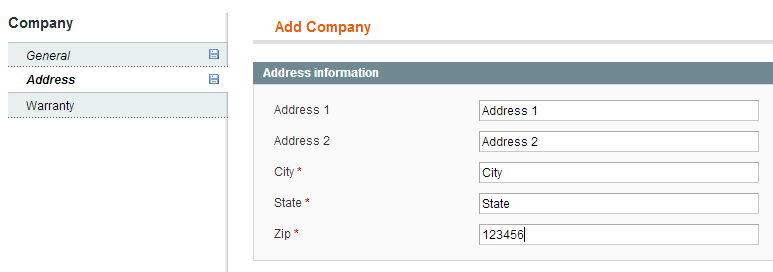 Company
General
Address
Warranty
Add Company
Address information
Address 1 Address 1
Address 2 Address 2
City * City
State * State
Zip * 123456